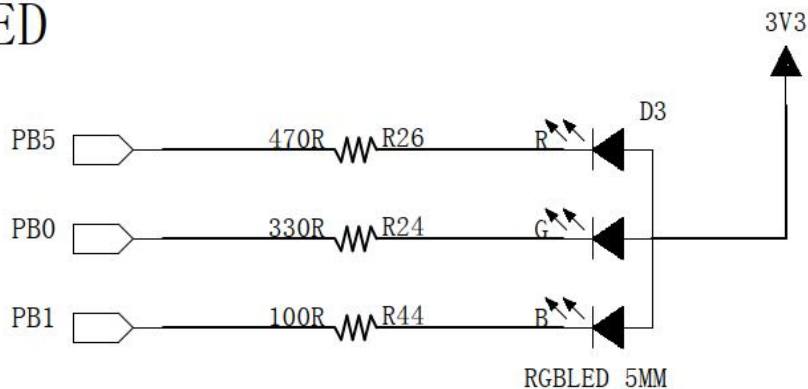 ED
3V3
D3
PB5 470R R26 R
PB0 330R R24 G
PB1 100R R44 B
RGBLED 5MM